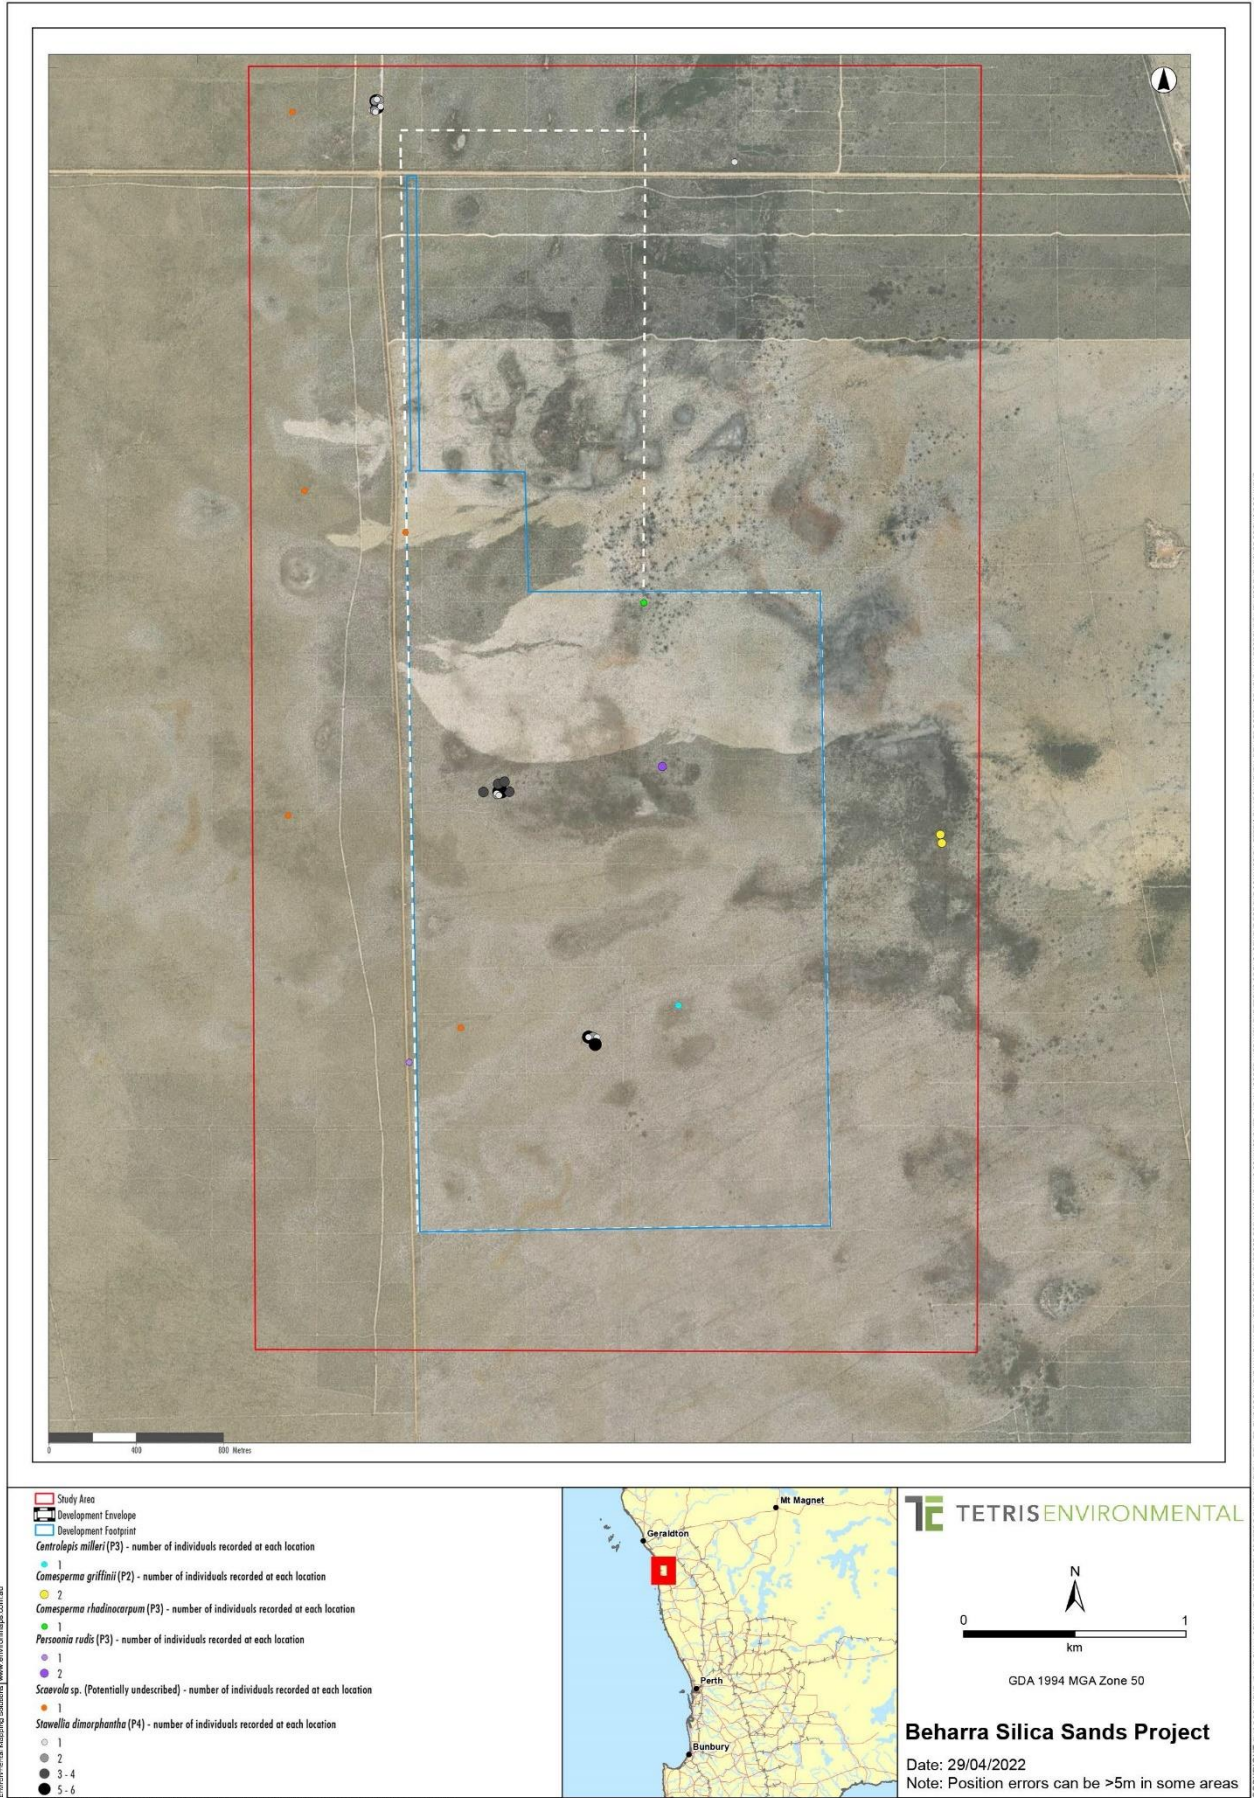 0 400 800 Metres
Study Area
Development Envelope
Development Footprint
Centrolepis milleri (P3) - number of individuals recorded at each location
1
Comesperma griffinii (P2) - number of individuals recorded at each location
2
Comesperma rhadinocarpum (P3) - number of individuals recorded at each location
1
Persoonia rudis (P3) - number of individuals recorded at each location
1
2
Scaevola sp. (Potentially undescribed) - number of individuals recorded at each location
1
Stawellia dimorphantha (P4) - number of individuals recorded at each location
1
2
3 - 4
5 - 6
Mt Magnet
Geraldton
Perth
Bunbury
TE TETRIS ENVIRONMENTAL
N
0 1
km
GDA 1994 MGA Zone 50
Beharra Silica Sands Project
Date: 29/04/2022
Note: Position errors can be >5m in some areas